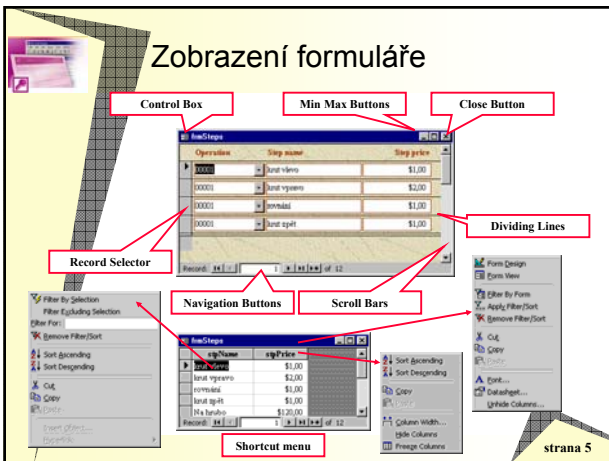 Zobrazení formuláře
Control Box
Min Max Buttons
Close Button
frmSteps
Operation Step name Step price
00001 krut vlevo $1,00
00001 krut vpravo $2,00
00001 rovnání $1,00
00001 krut zpět $1,00
Record: 1 of 12
Dividing Lines
Record Selector
Navigation Buttons
Scroll Bars
Filter By Selection
Filter Excluding Selection
Filter For:
Remove Filter/Sort
Sort Ascending
Sort Descending
Cut
Copy
Paste
Insert Object...
Hyperlink
frmSteps
stpName stpPrice
krut vlevo $1,00
krut vpravo $2,00
rovnání $1,00
krut zpět $1,00
Na hrubo $120,00
Record: 1 of 12
Shortcut menu
Sort Ascending
Sort Descending
Copy
Paste
Column Width...
Hide Columns
Freeze Columns
Form Design
Form View
Filter By Form
Apply Filter/Sort
Remove Filter/Sort
Cut
Copy
Paste
Font...
Datasheet...
Unhide Columns...
strana 5